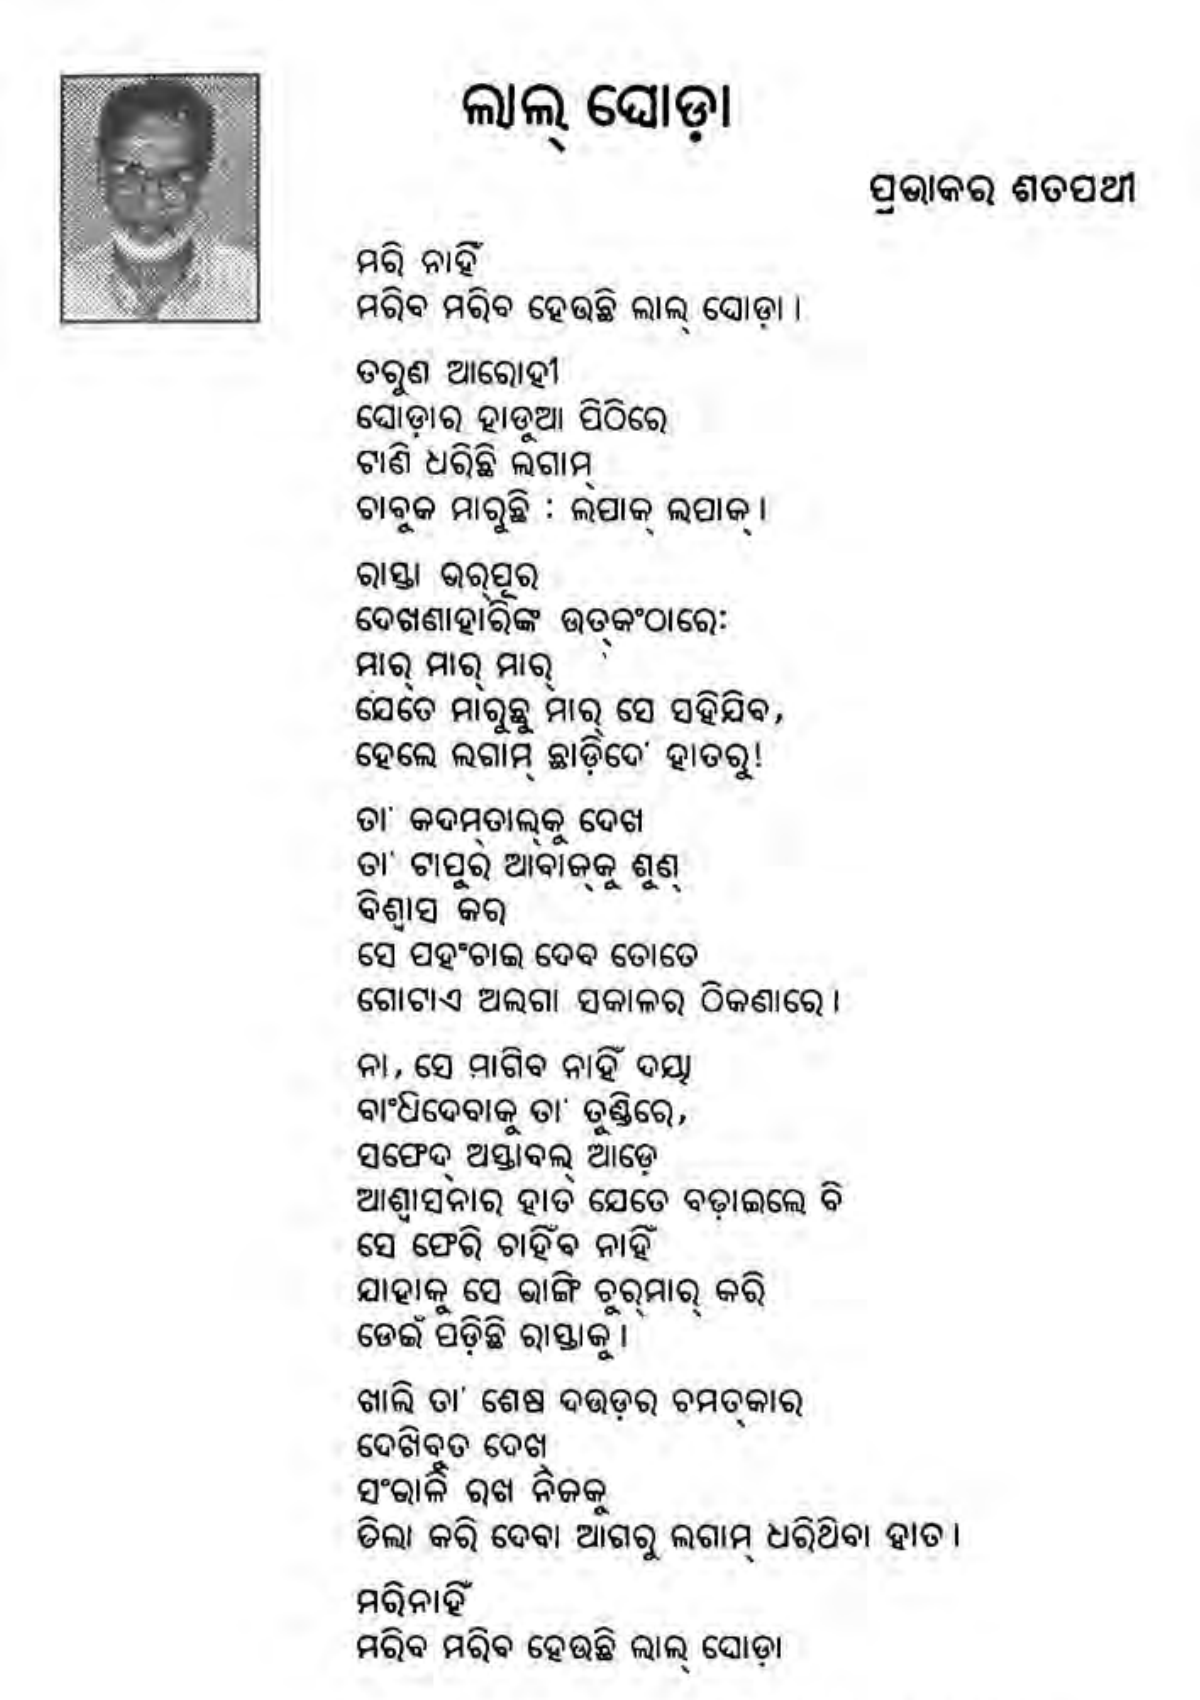 ଲାଲ୍ ଘୋଡ଼ା
ପ୍ରଭାକର ଶତପଥୀ
ମରି ନାହିଁ
ମରିବ ମରିବ ହେଉଛି ଲାଲ୍ ଘୋଡ଼ା ।
ତରୁଣ ଆରୋହୀ
ଘୋଡ଼ାର ହାଡୁଆ ପିଠିରେ
ଟାଣି ଧରିଛି ଲଗାମ୍
ଚାବୁକ ମାରୁଛି : ଲପାକ୍ ଲପାକ୍ ।
ରାସ୍ତା ଭର୍‌ପୂର
ଦେଖଣାହାରିଙ୍କ ଉତ୍‌କଂଠାରେ:
ମାର୍ ମାର୍ ମାର୍
ଯେତେ ମାରୁଛୁ ମାର୍ ସେ ସହିଯିବ,
ହେଲେ ଲଗାମ୍ ଛାଡ଼ିଦେ' ହାତରୁ!
ତା' କଦମ୍‌ତାଲ୍‌କୁ ଦେଖ
ତା' ଟାପୁର ଆବାଜ୍‌କୁ ଶୁଣ୍
ବିଶ୍ୱାସ କର
ସେ ପହଂଚାଇ ଦେବ ତୋତେ
ଗୋଟାଏ ଅଲଗା ସକାଳର ଠିକଣାରେ ।
ନା, ସେ ମାଗିବ ନାହିଁ ଦୟା
ବାଂଧିଦେବାକୁ ତା' ତୁଣ୍ଡିରେ,
ସଫେଦ୍ ଅସ୍ତାବଲ୍ ଆଡ଼େ
ଆଶ୍ୱାସନାର ହାତ ଯେତେ ବଢ଼ାଇଲେ ବି
ସେ ଫେରି ଚାହିଁବ ନାହିଁ
ଯାହାକୁ ସେ ଭାଙ୍ଗି ଚୁର୍‌ମାର୍ କରି
ଡେଇଁ ପଡ଼ିଛି ରାସ୍ତାକୁ ।
ଖାଲି ତା' ଶେଷ ଦଉଡ଼ର ଚମତ୍‌କାର
ଦେଖିବୁତ ଦେଖ୍
ସଂଭାଳି ରଖ ନିଜକୁ
ଡିଲା କରି ଦେବା ଆଗରୁ ଲଗାମ୍ ଧରିଥିବା ହାତ ।
ମରିନାହିଁ
ମରିବ ମରିବ ହେଉଛି ଲାଲ୍ ଘୋଡ଼ା